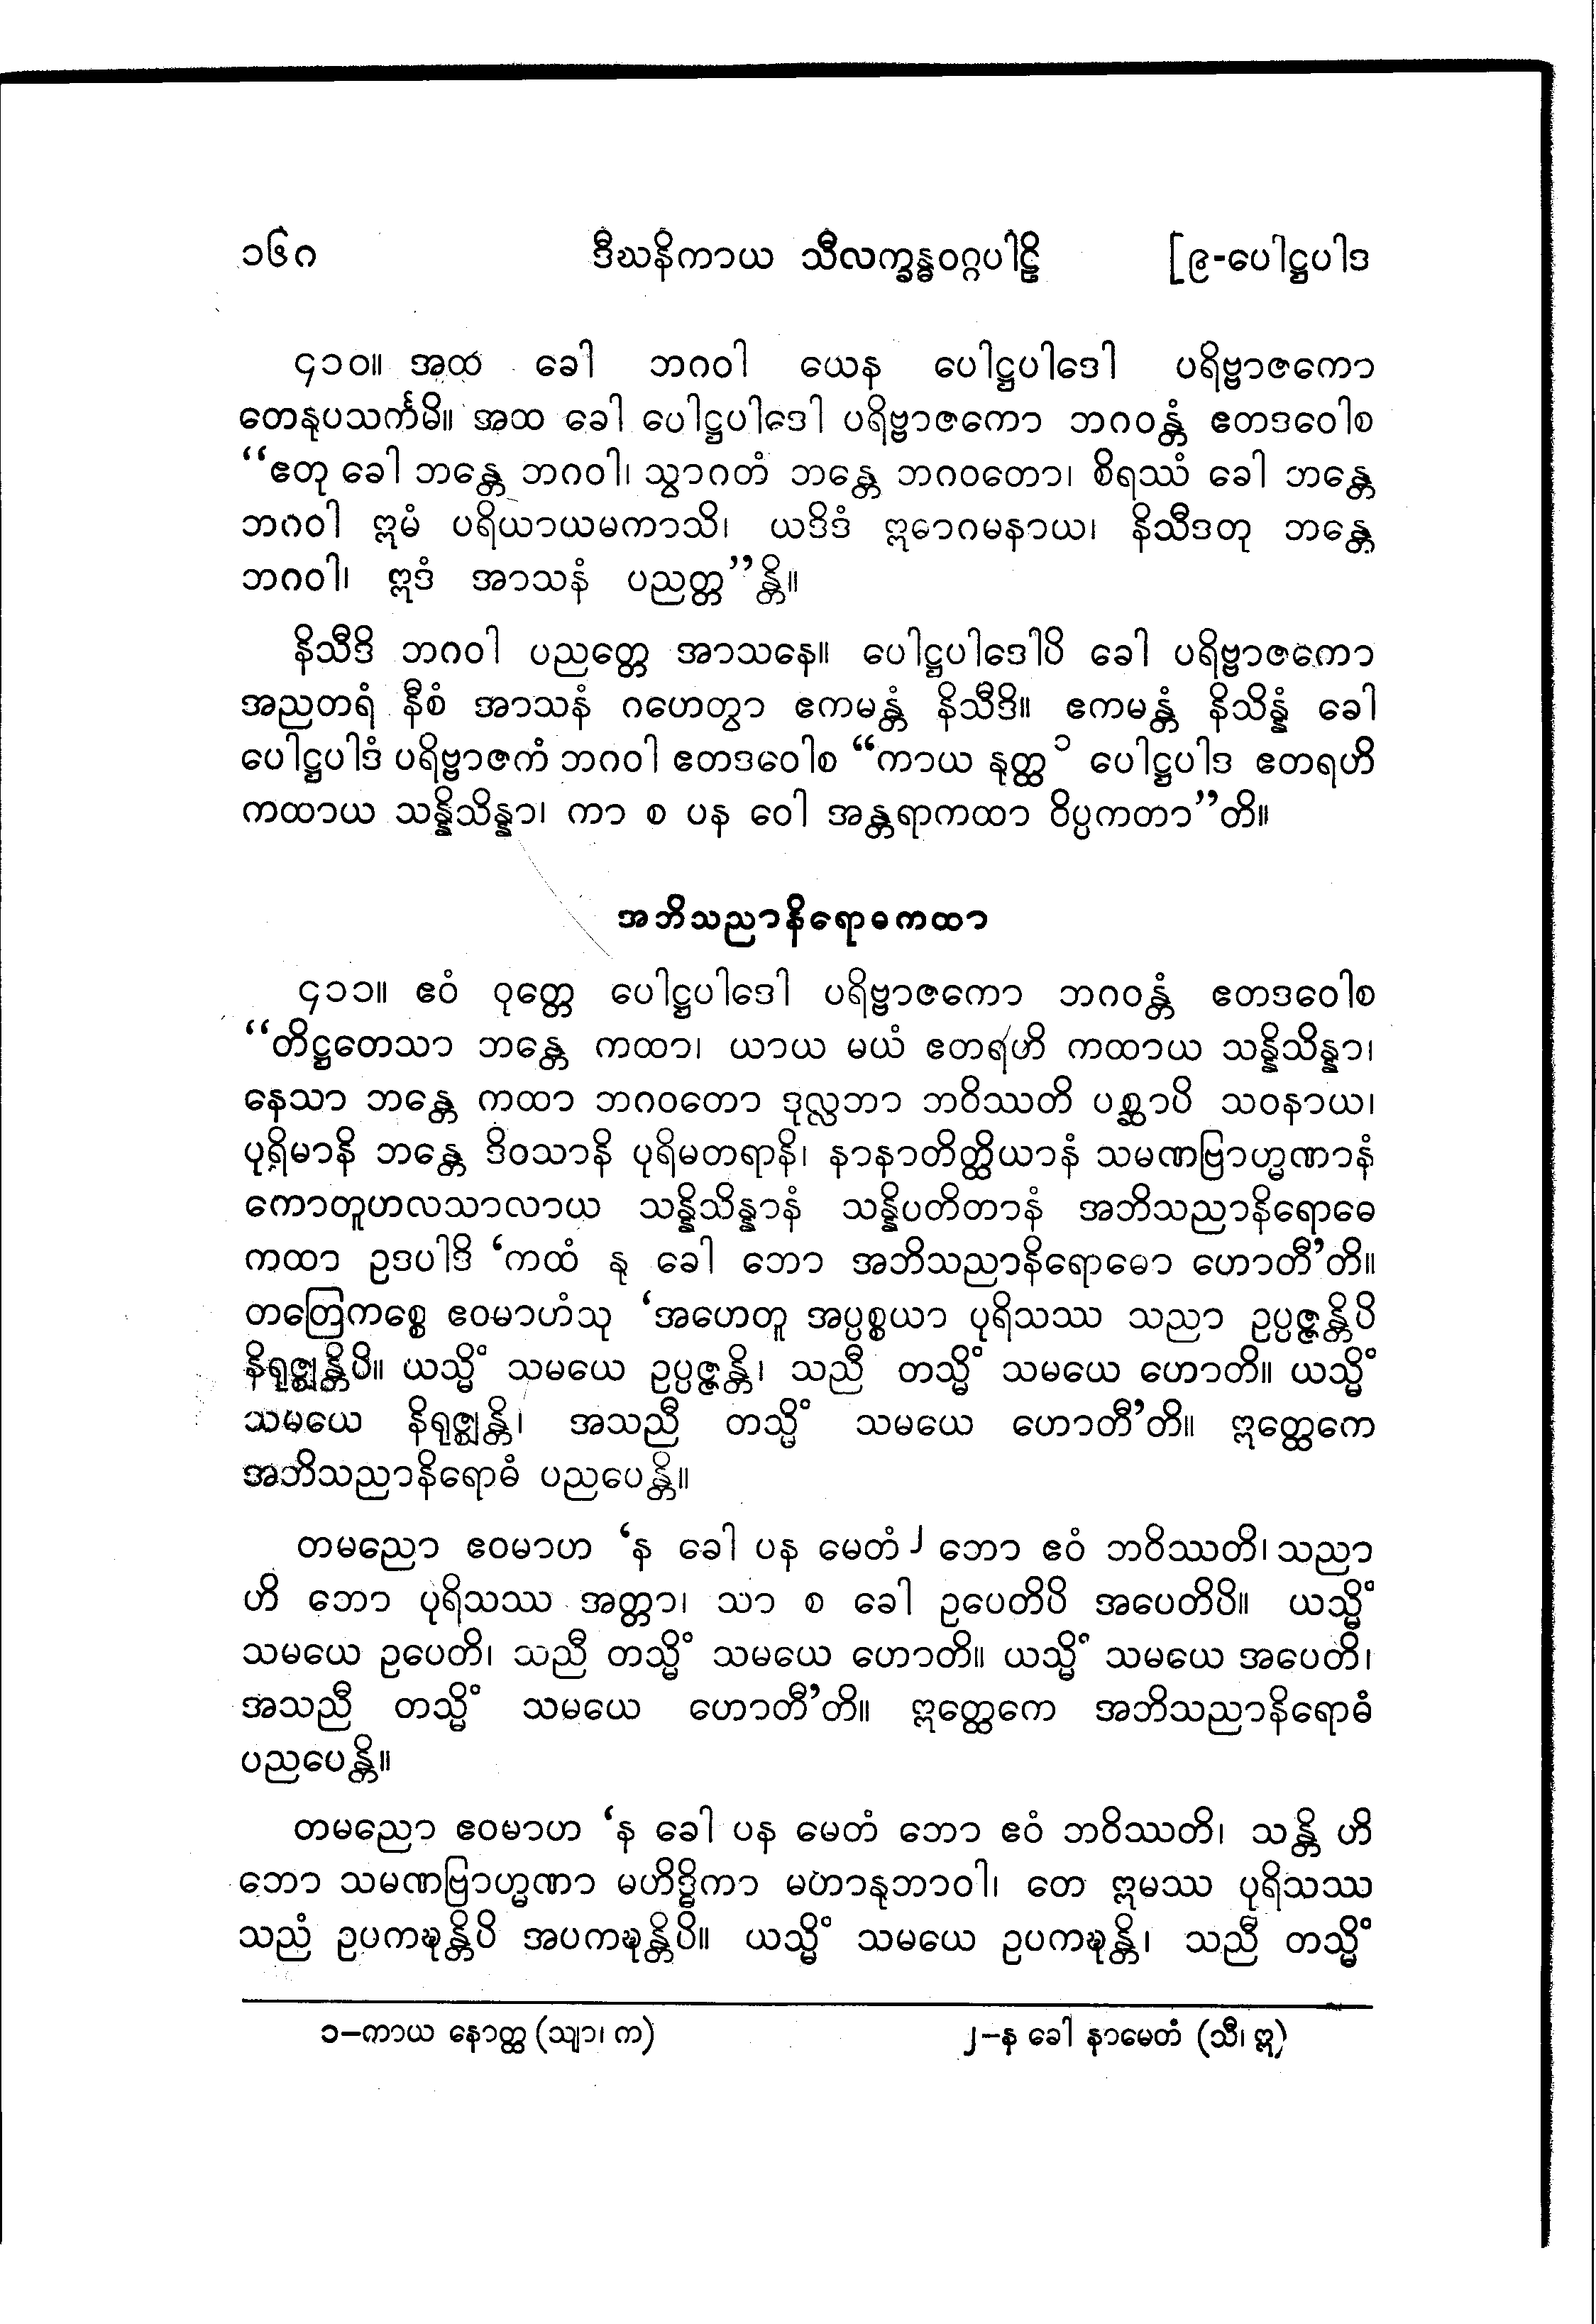 ၁၆ဂ ဒီဃနိကာယ သီလက္ခန္ဓဝဂ္ဂပါဠိ [၉-ပေါဋ္ဌပါဒ
၄၁၀။ အထ ခေါ ဘဂဝါ ယေန ပေါဋ္ဌပါဒေါ ပရိဗ္ဗာဇကော
တေနုပသင်္ကမိ။ အထ ခေါ ပေါဋ္ဌပါဒေါ ပရိဗ္ဗာဇကော ဘဂဝန္တံ ဧတဒဝေါစ
“ဧတု ခေါ ဘန္တေ ဘဂဝါ၊ သွာဂတံ ဘန္တေ ဘဂဝတော၊ စိရဿံ ခေါ ဘန္တေ
ဘဂဝါ ဣမံ ပရိယာယမကာသိ၊ ယဒိဒံ ဣဓာဂမနာယ၊ နိသီဒတု ဘန္တေ
ဘဂဝါ၊ ဣဒံ အာသနံ ပညတ္တ”န္တိ။
နိသီဒိ ဘဂဝါ ပညတ္တေ အာသနေ။ ပေါဋ္ဌပါဒေါပိ ခေါ ပရိဗ္ဗာဇကော
အညတရံ နီစံ အာသနံ ဂဟေတွာ ဧကမန္တံ နိသီဒိ။ ဧကမန္တံ နိသိန္နံ ခေါ
ပေါဋ္ဌပါဒံ ပရိဗ္ဗာဇကံ ဘဂဝါ ဧတဒဝေါစ “ကာယ နုတ္ထ ၁ ပေါဋ္ဌပါဒ ဧတရဟိ
ကထာယ သန္နိသိန္နာ၊ ကာ စ ပန ဝေါ အန္တရာကထာ ဝိပ္ပကတာ”တိ။
အဘိသညာနိရောဓကထာ
၄၁၁။ ဧဝံ ဝုတ္တေ ပေါဋ္ဌပါဒေါ ပရိဗ္ဗာဇကော ဘဂဝန္တံ ဧတဒဝေါစ
“တိဋ္ဌတေသာ ဘန္တေ ကထာ၊ ယာယ မယံ ဧတရဟိ ကထာယ သန္နိသိန္နာ၊
နေသာ ဘန္တေ ကထာ ဘဂဝတော ဒုလ္လဘာ ဘဝိဿတိ ပစ္ဆာပိ သဝနာယ၊
ပုရိမာနိ ဘန္တေ ဒိဝသာနိ ပုရိမတရာနိ၊ နာနာတိတ္ထိယာနံ သမဏဗြာဟ္မဏာနံ
ကောတူဟလသာလာယ သန္နိသိန္နာနံ သန္နိပတိတာနံ အဘိသညာနိရောဓေ
ကထာ ဥဒပါဒိ ‘ကထံ နု ခေါ ဘော အဘိသညာနိရောဓော ဟောတီ’တိ။
တတြေကစ္စေ ဧဝမာဟံသု ‘အဟေတူ အပ္ပစ္စယာ ပုရိသဿ သညာ ဥပ္ပဇ္ဇန္တိပိ
နိရုဇ္ဈန္တိပိ။ ယသ္မိံ သမယေ ဥပ္ပဇ္ဇန္တိ၊ သညီ တသ္မိံ သမယေ ဟောတိ။ ယသ္မိံ
သမယေ နိရုဇ္ဈန္တိ၊ အသညီ တသ္မိံ သမယေ ဟောတီ’တိ။ ဣတ္ထေကေ
အဘိသညာနိရောဓံ ပညပေန္တိ။
တမညော ဧဝမာဟ ‘န ခေါ ပန မေတံ ၂ ဘော ဧဝံ ဘဝိဿတိ၊ သညာ
ဟိ ဘော ပုရိသဿ အတ္တာ၊ သာ စ ခေါ ဥပေတိပိ အပေတိပိ။ ယသ္မိံ
သမယေ ဥပေတိ၊ သညီ တသ္မိံ သမယေ ဟောတိ။ ယသ္မိံ သမယေ အပေတိ၊
အသညီ တသ္မိံ သမယေ ဟောတီ’တိ။ ဣတ္ထေကေ အဘိသညာနိရောဓံ
ပညပေန္တိ။
တမညော ဧဝမာဟ ‘န ခေါ ပန မေတံ ဘော ဧဝံ ဘဝိဿတိ၊ သန္တိ ဟိ
ဘော သမဏဗြာဟ္မဏာ မဟိဒ္ဓိကာ မဟာနုဘာဝါ၊ တေ ဣမဿ ပုရိသဿ
သညံ ဥပကဍ္ဎန္တိပိ အပကဍ္ဎန္တိပိ။ ယသ္မိံ သမယေ ဥပကဍ္ဎန္တိ၊ သညီ တသ္မိံ
၁–ကာယ နောတ္ထ (သျာ၊ က) ၂–န ခေါ နာမေတံ (သီ၊ ဣ)